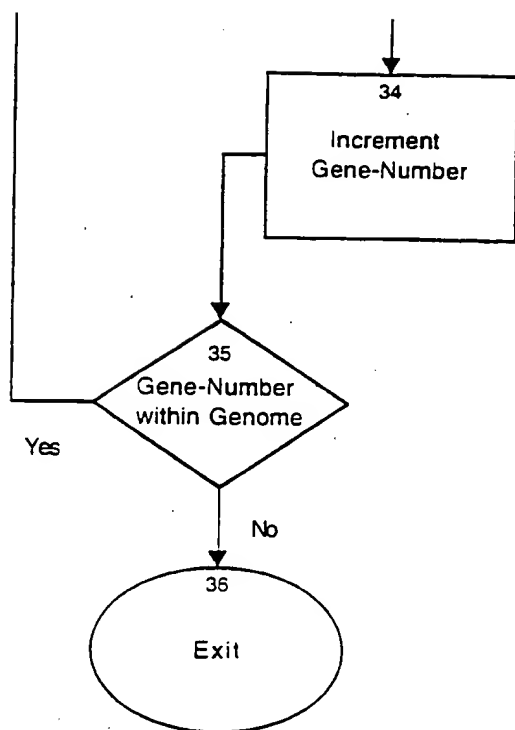 34
Increment
Gene-Number
35
Gene-Number
within Genome
Yes
No
36
Exit